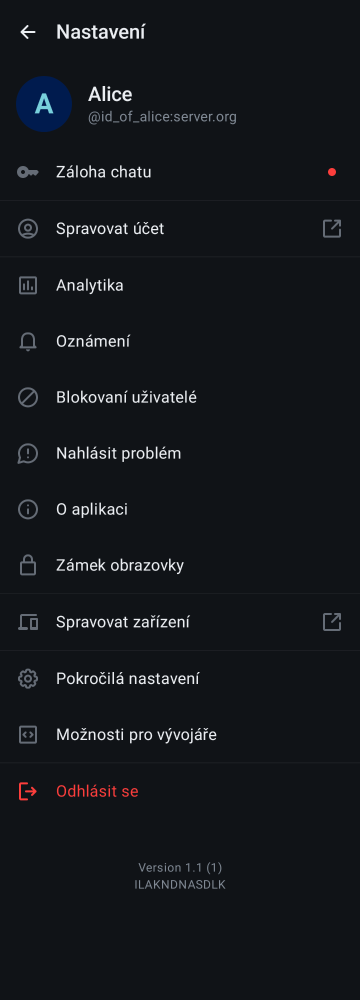 Nastavení
A
Alice
@id_of_alice:server.org
Záloha chatu
Spravovat účet
Analytika
Oznámení
Blokovaní uživatelé
Nahlásit problém
O aplikaci
Zámek obrazovky
Spravovat zařízení
Pokročilá nastavení
Možnosti pro vývojáře
Odhlásit se
Version 1.1 (1)
ILAKNDNASDLK